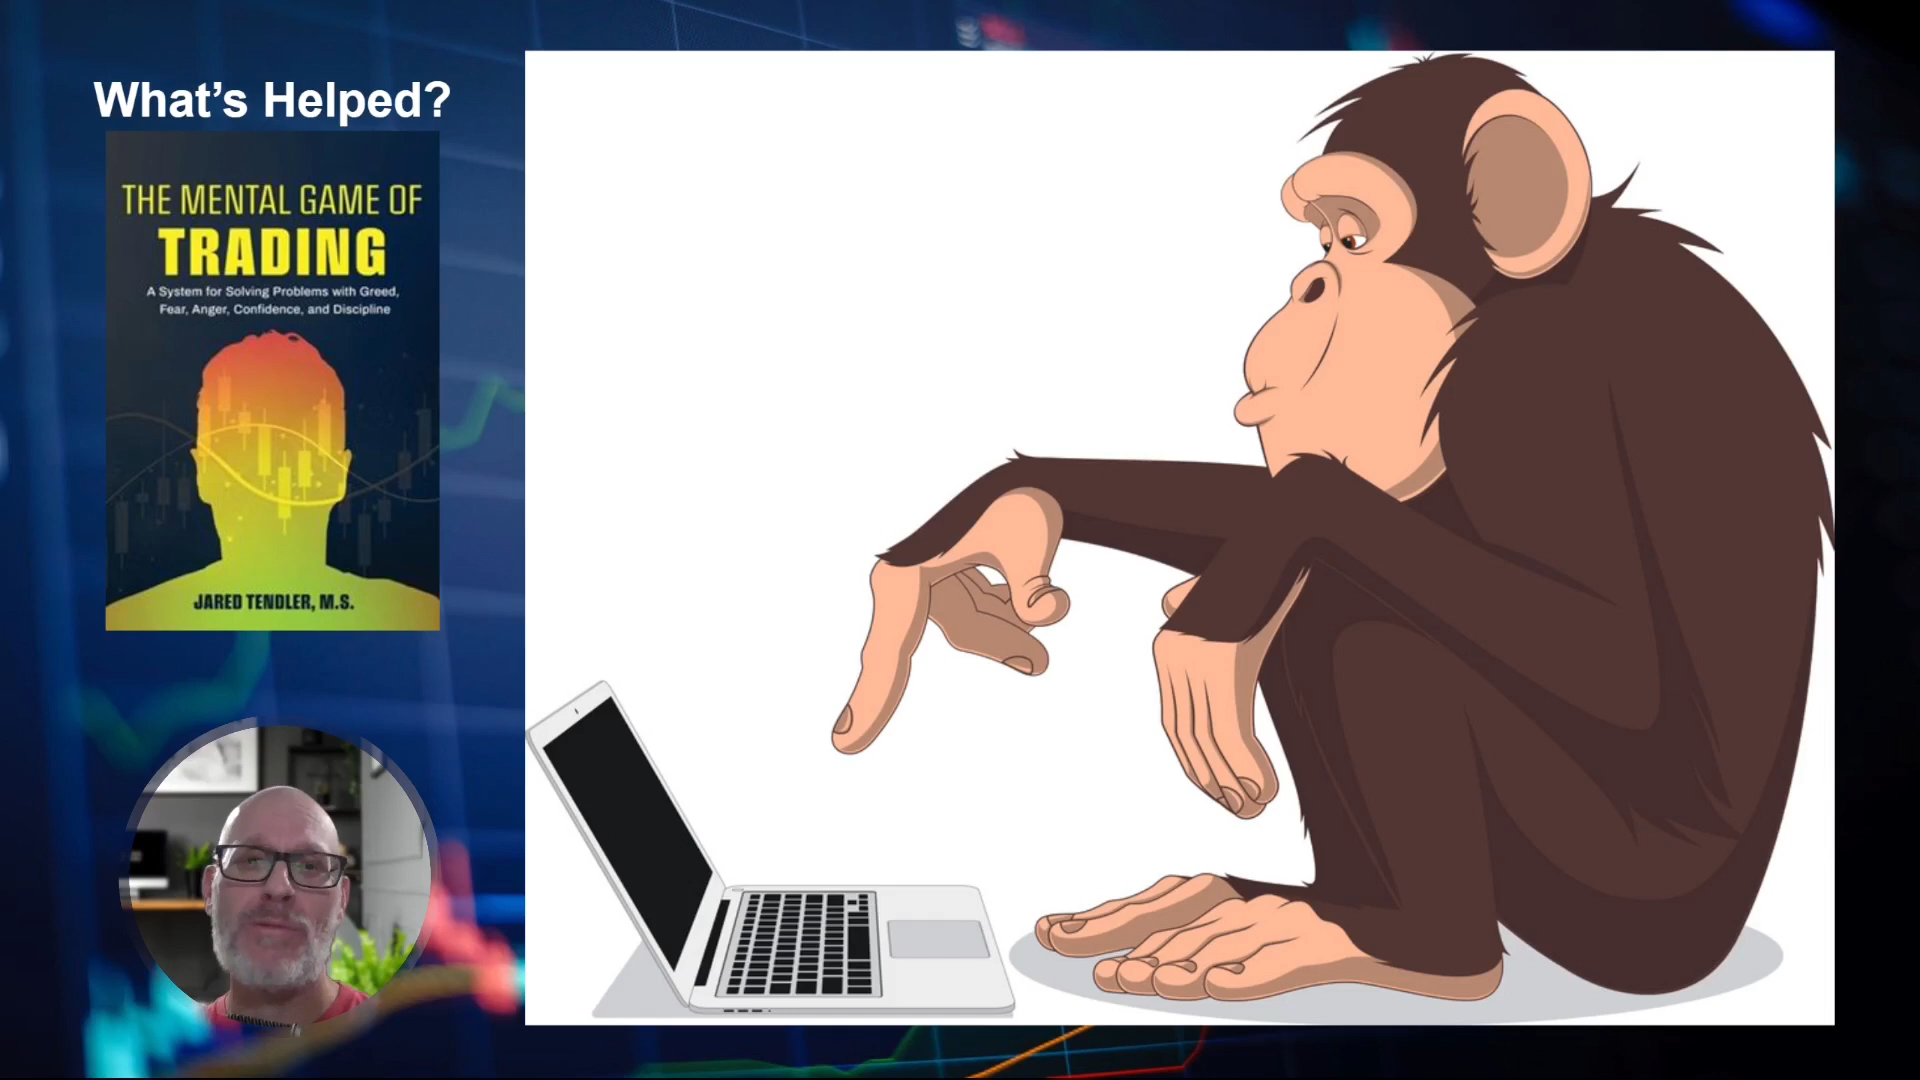 What’s Helped?
THE MENTAL GAME OF
TRADING
A System for Solving Problems with Greed,
Fear, Anger, Confidence, and Discipline
JARED TENDLER, M.S.